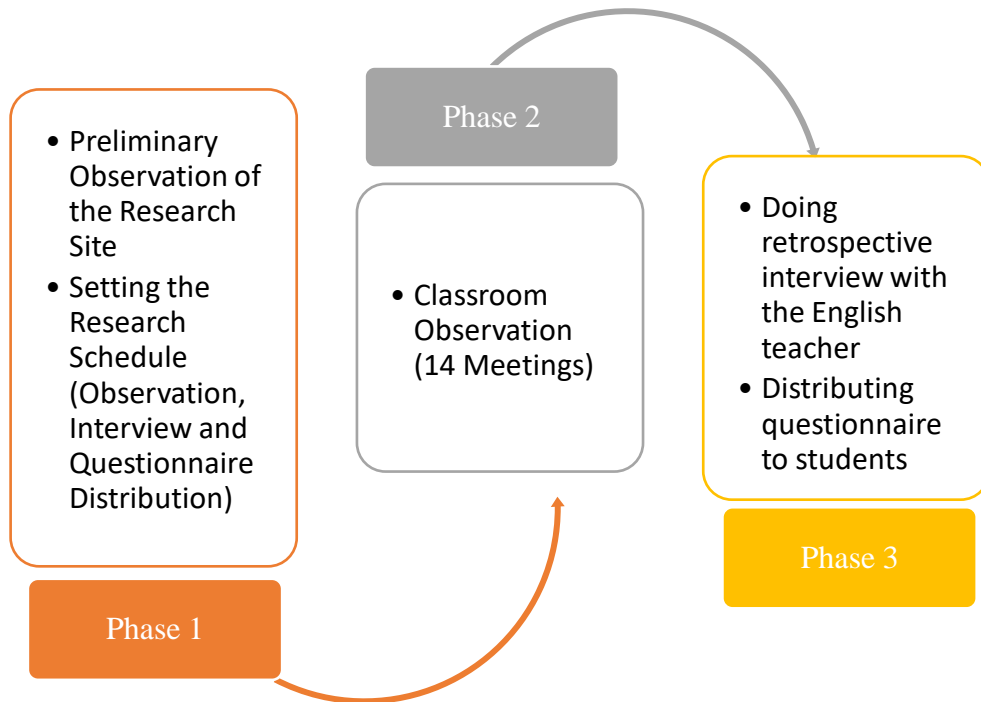 • Preliminary
Observation of
the Research
Site
• Setting the
Research
Schedule
(Observation,
Interview and
Questionnaire
Distribution)
Phase 1
Phase 2
• Classroom
Observation
(14 Meetings)
• Doing
retrospective
interview with
the English
teacher
• Distributing
questionnaire
to students
Phase 3